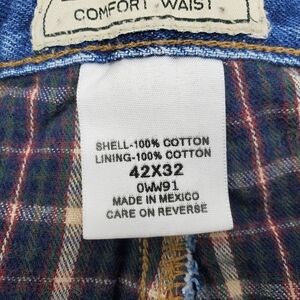 COMFORT WAIST
SHELL-100% COTTON
LINING-100% COTTON
42X32
0WW91
MADE IN MEXICO
CARE ON REVERSE